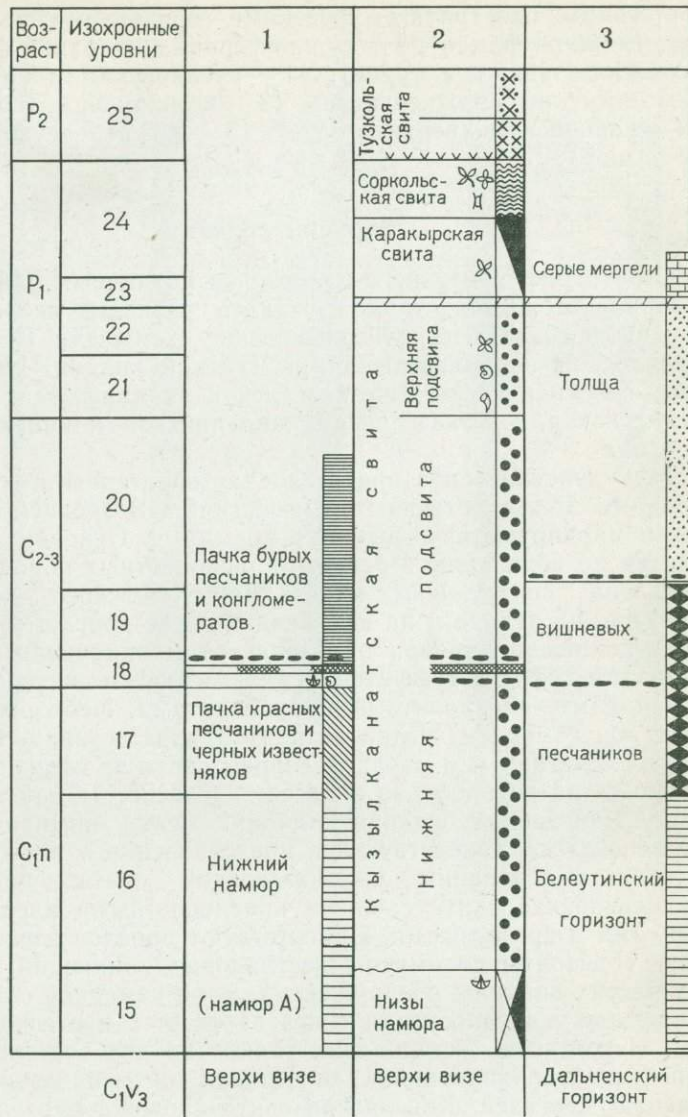 Воз-
раст
Изохронные
уровни
1
2
3
P₂
25
Тузколь-
ская
свита
24
Соркольс-
кая свита
Каракырская
свита
P₁
23
Серые мергели
22
Верхняя
подсвита
21
Толща
C₂₋₃
20
Пачка бурых
песчаников
и конгломе-
ратов
Кызылканатская свита
Нижняя подсвита
19
вишневых
18
17
Пачка красных
песчаников и
черных извест-
няков
песчаников
C₁n
16
Нижний
намюр
Белеутинский
горизонт
15
(намюр А)
Низы
намюра
C₁v₃
Верхи визе
Верхи визе
Дальненский
горизонт